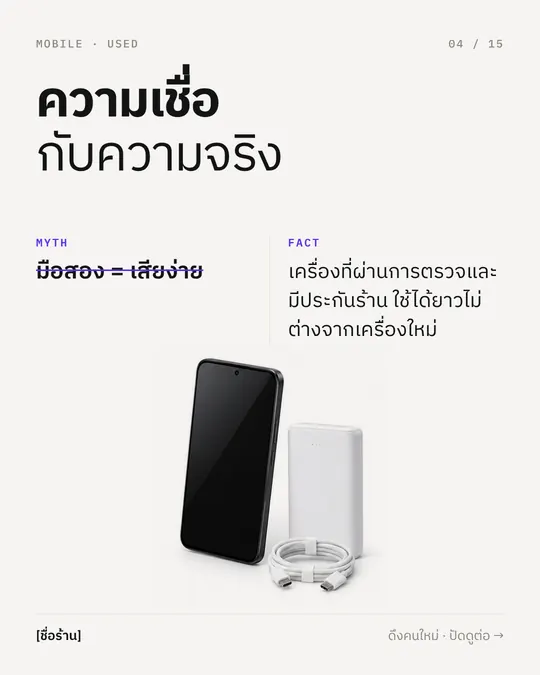 MOBILE · USED
04 / 15
ความเชื่อ
กับความจริง
MYTH
มือสอง = เสียง่าย
FACT
เครื่องที่ผ่านการตรวจและ
มีประกันร้าน ใช้ได้ยาวไม่
ต่างจากเครื่องใหม่
[ชื่อร้าน]
ดึงคนใหม่ · ปัดดูต่อ →